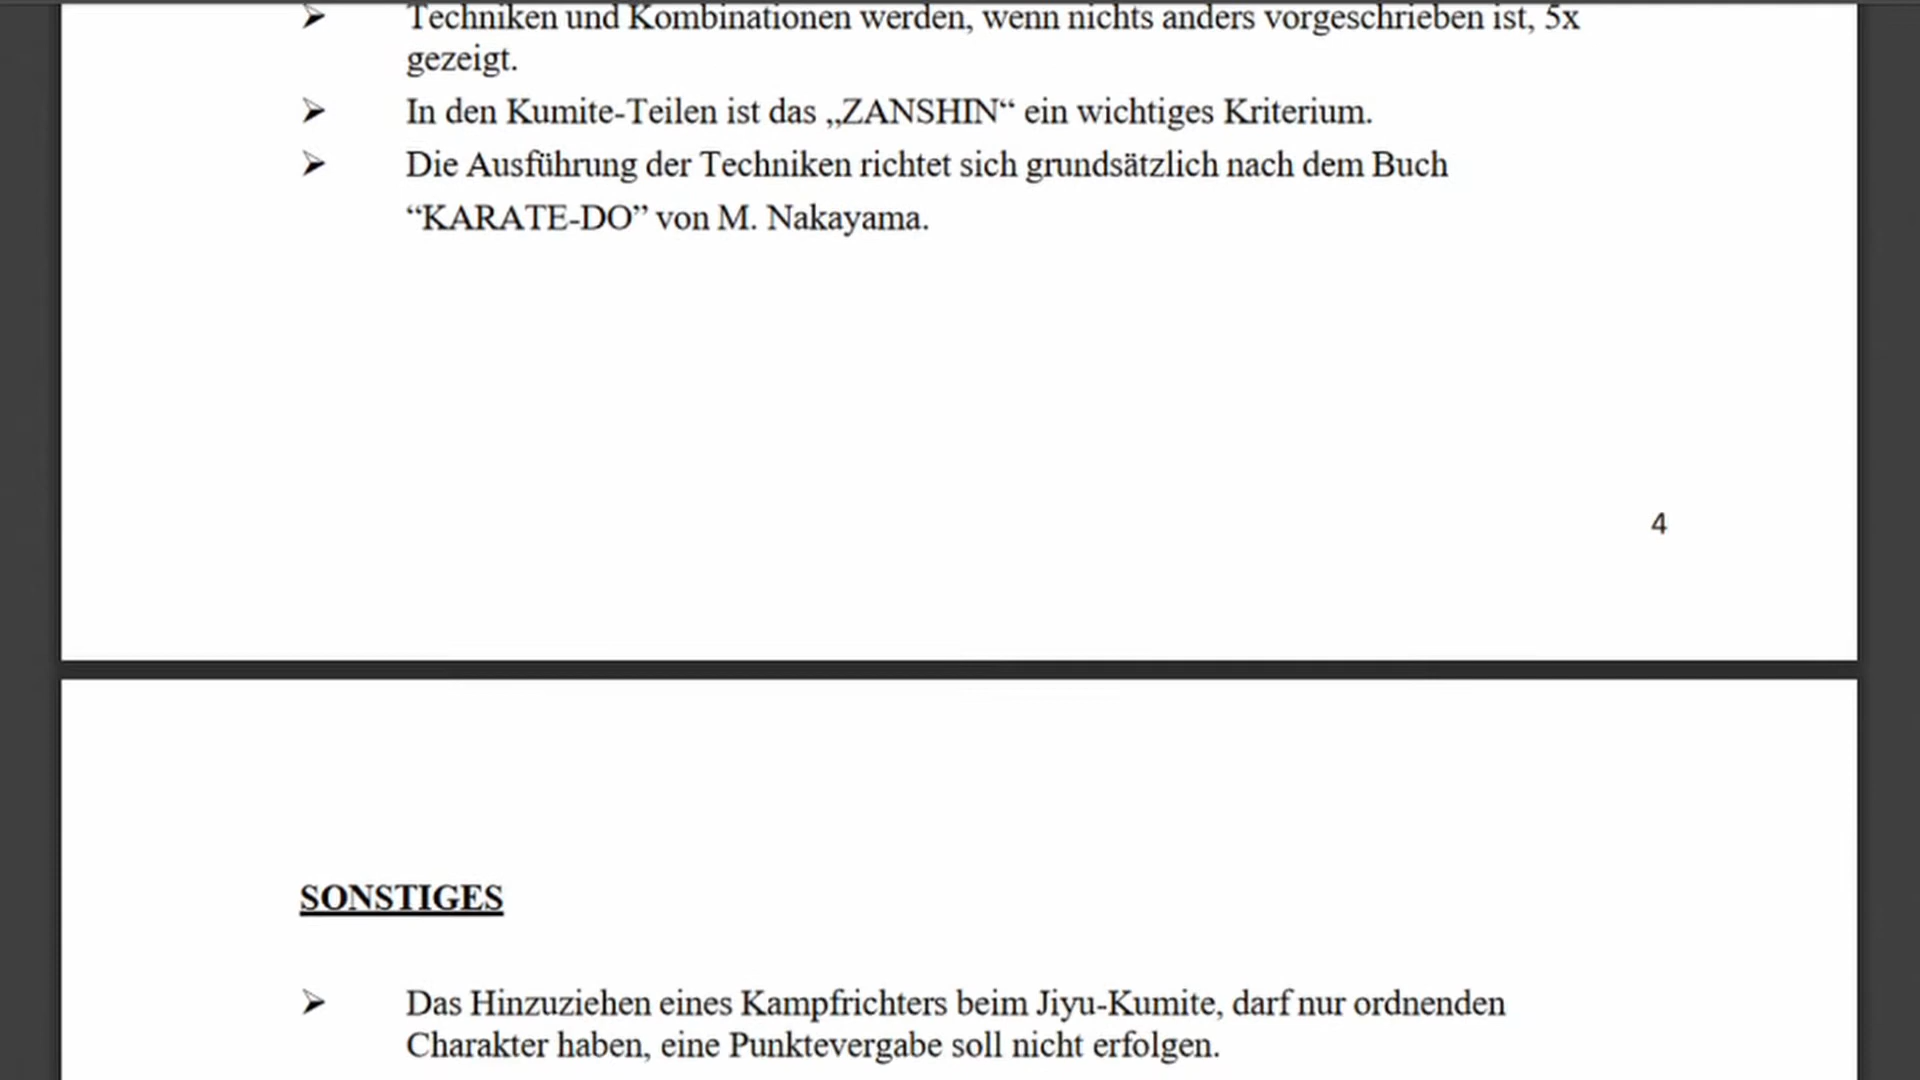 ➢ Techniken und Kombinationen werden, wenn nichts anders vorgeschrieben ist, 5x
gezeigt.
➢ In den Kumite-Teilen ist das „ZANSHIN“ ein wichtiges Kriterium.
➢ Die Ausführung der Techniken richtet sich grundsätzlich nach dem Buch
“KARATE-DO” von M. Nakayama.
4
SONSTIGES
➢ Das Hinzuziehen eines Kampfrichters beim Jiyu-Kumite, darf nur ordnenden
Charakter haben, eine Punktevergabe soll nicht erfolgen.